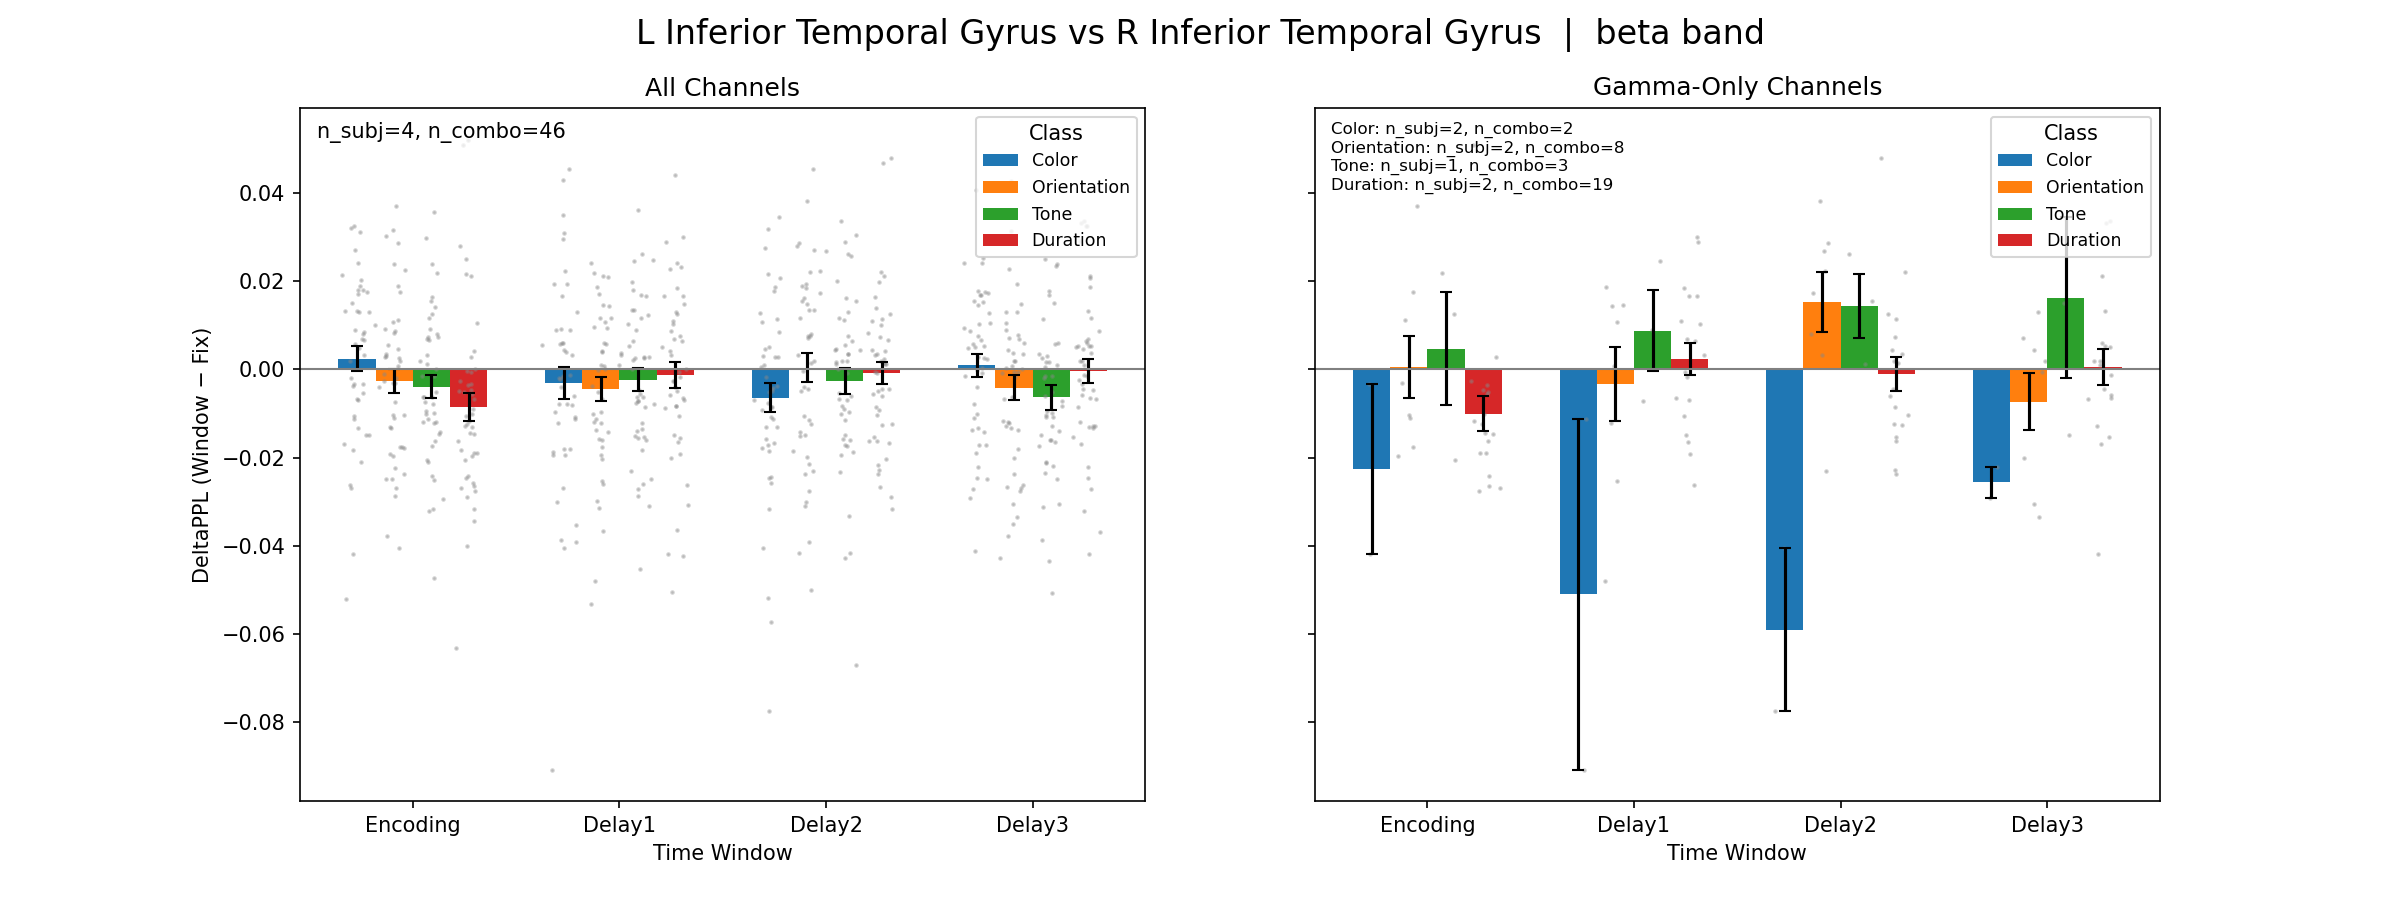 L Inferior Temporal Gyrus vs R Inferior Temporal Gyrus | beta band
All Channels
n_subj=4, n_combo=46
Class
Color
Orientation
Tone
Duration
0.04
0.02
0.00
−0.02
−0.04
−0.06
−0.08
DeltaPPL (Window − Fix)
Encoding
Delay1
Delay2
Delay3
Time Window
Gamma-Only Channels
Color: n_subj=2, n_combo=2
Orientation: n_subj=2, n_combo=8
Tone: n_subj=1, n_combo=3
Duration: n_subj=2, n_combo=19
Class
Color
Orientation
Tone
Duration
Encoding
Delay1
Delay2
Delay3
Time Window